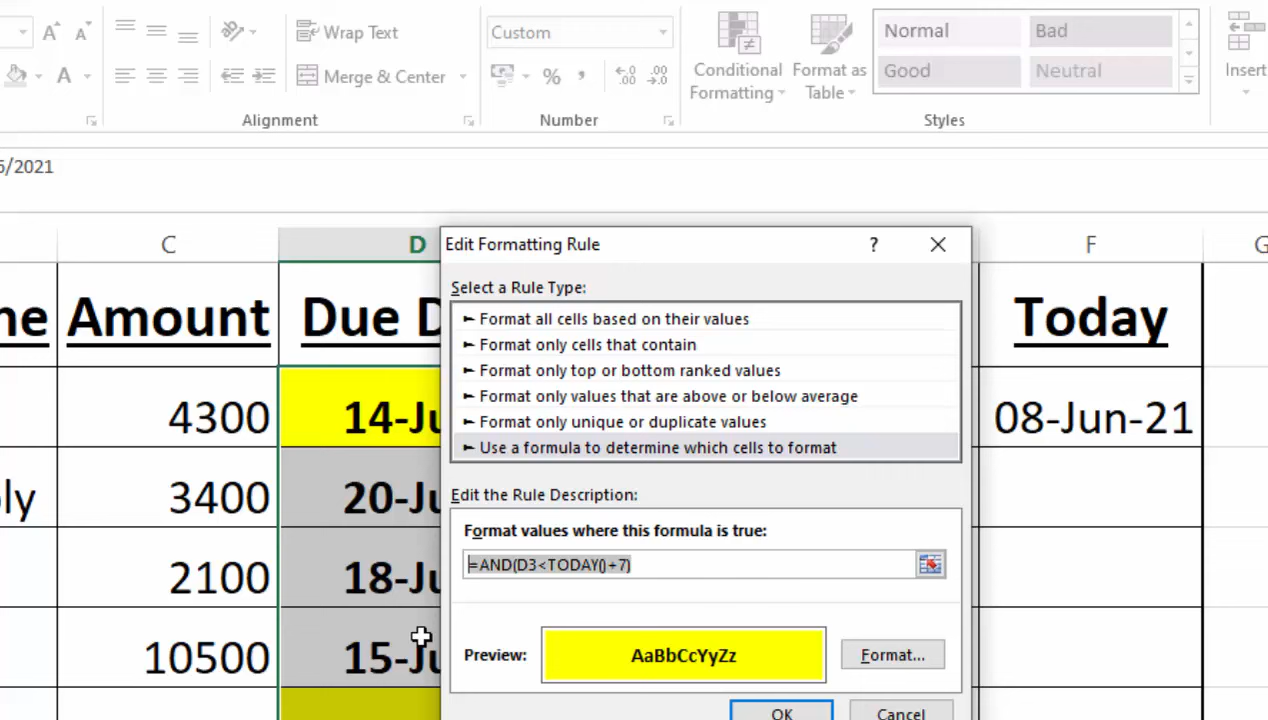 Wrap Text
Custom
Normal
Bad
Merge & Center
%
Conditional Formatting
Format as Table
Good
Neutral
Insert
Alignment
Number
Styles
5/2021
C
D
F
G
Edit Formatting Rule
?
Select a Rule Type:
► Format all cells based on their values
► Format only cells that contain
► Format only top or bottom ranked values
► Format only values that are above or below average
► Format only unique or duplicate values
► Use a formula to determine which cells to format
Edit the Rule Description:
Format values where this formula is true:
=AND(D3<TODAY()+7)
Preview:
AaBbCcYyZz
Format...
OK
Cancel
ne
Amount
Due D
Today
4300
14-Ju
08-Jun-21
ly
3400
20-Ju
2100
18-Ju
10500
15-Ju